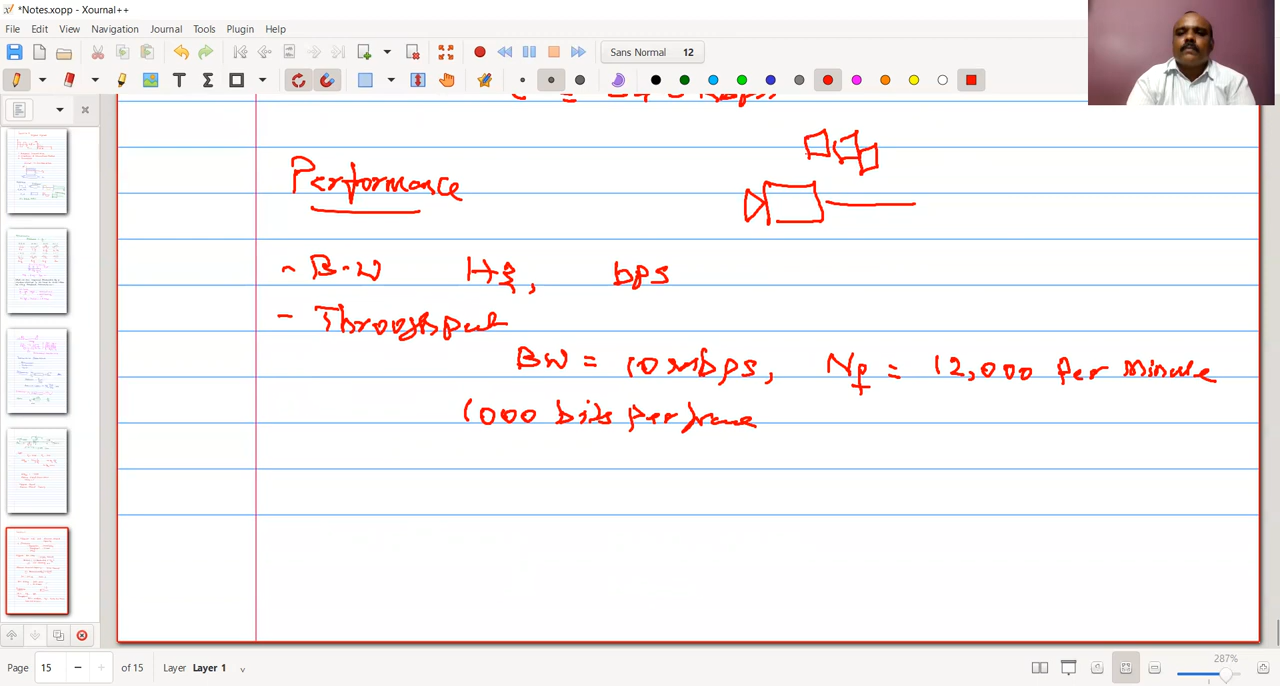 *Notes.xopp - Xournal++
File Edit View Navigation Journal Tools Plugin Help
Sans Normal 12
Performance
- B.W Hz, bps
- Throughput
BW = 10 Mbps, Nf = 12,000 Per Minute
1000 bits per frame
Page 15 of 15 Layer Layer 1 287%